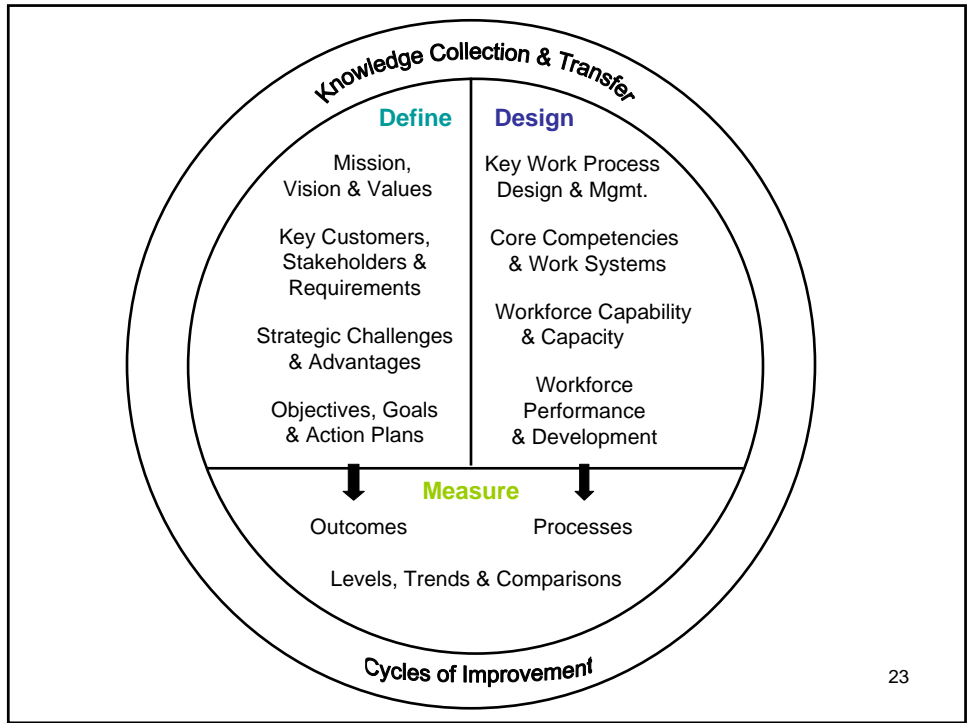 Knowledge Collection & Transfer
Define
Mission,
Vision & Values
Key Customers,
Stakeholders &
Requirements
Strategic Challenges
& Advantages
Objectives, Goals
& Action Plans
Design
Key Work Process
Design & Mgmt.
Core Competencies
& Work Systems
Workforce Capability
& Capacity
Workforce
Performance
& Development
Measure
Outcomes
Processes
Levels, Trends & Comparisons
Cycles of Improvement
23